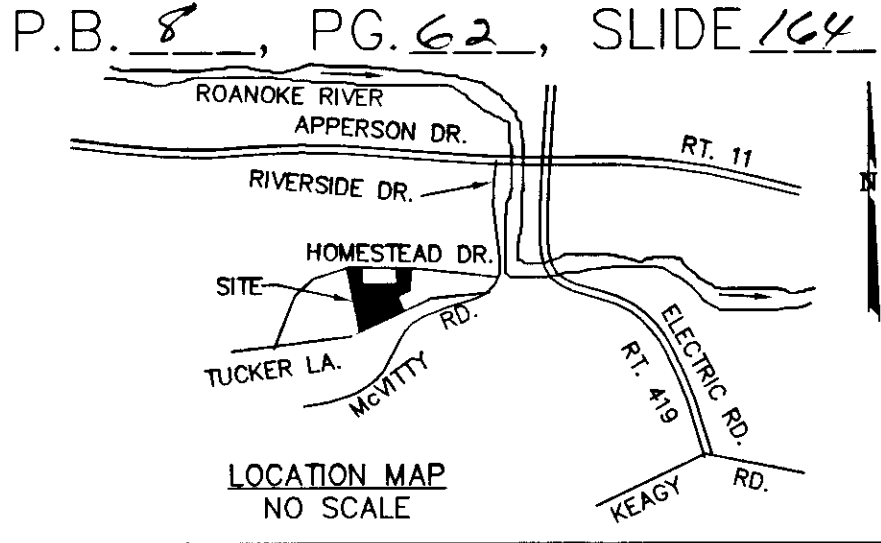 P.B. 8, PG. 62, SLIDE 164
ROANOKE RIVER
APPERSON DR.
RT. 11
RIVERSIDE DR.
N
HOMESTEAD DR.
SITE
RD.
TUCKER LA.
McVITTY
ELECTRIC RD.
RT. 419
LOCATION MAP
NO SCALE
KEAGY
RD.